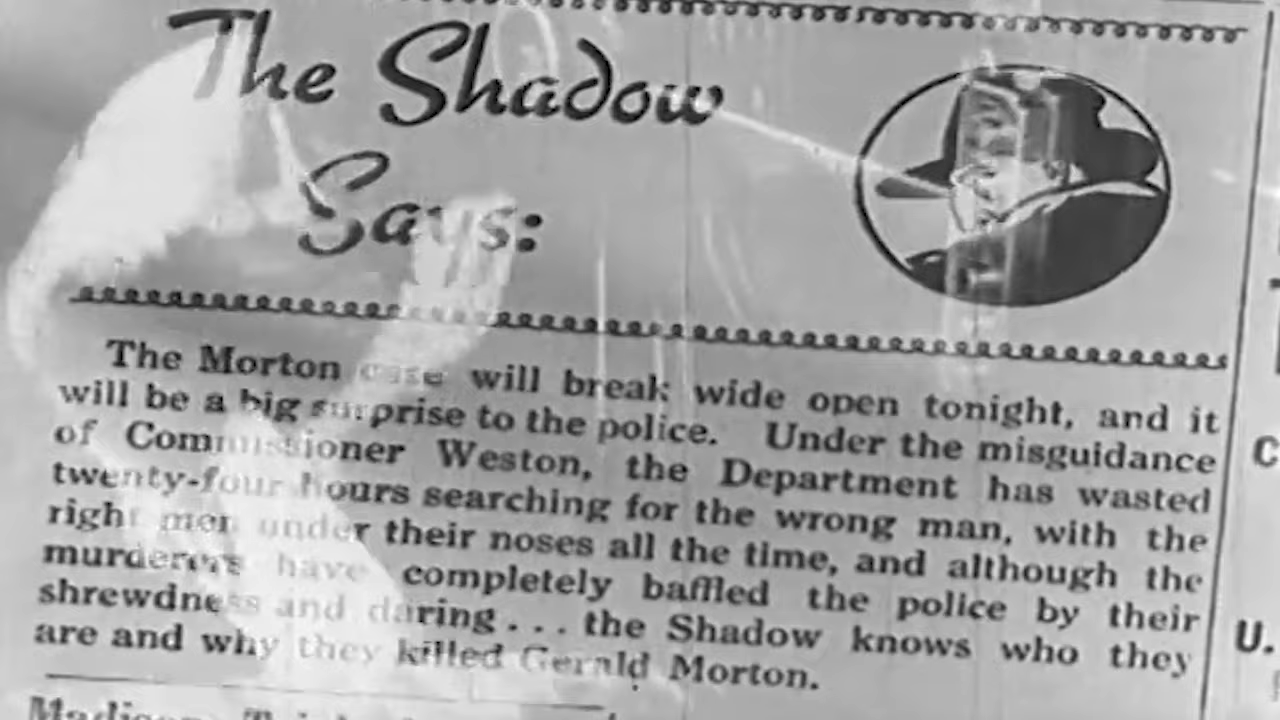 The Shadow
Says:
The Morton case will break wide open tonight, and it
will be a big surprise to the police. Under the misguidance
of Commissioner Weston, the Department has wasted
twenty-four hours searching for the wrong man, with the
right men under their noses all the time, and although the
murderers have completely baffled the police by their
shrewdness and daring... the Shadow knows who they
are and why they killed Gerald Morton.
C
U.